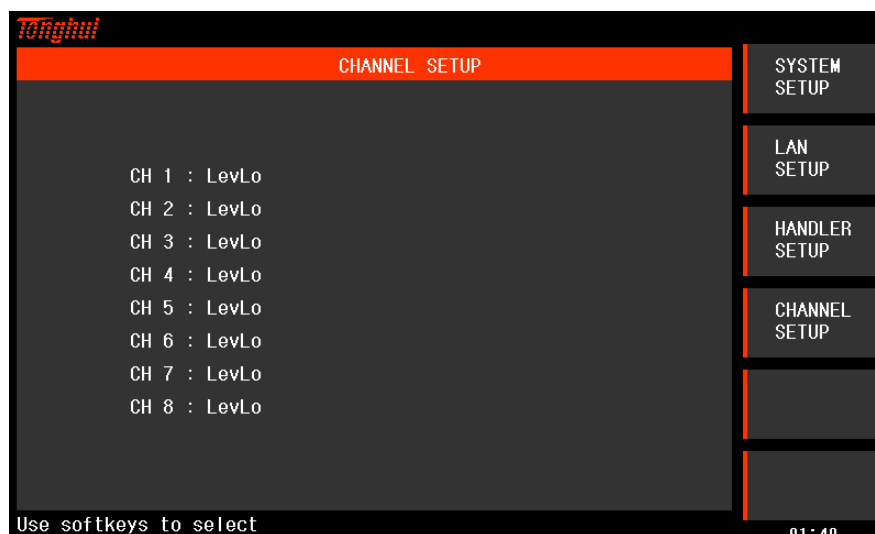 Tonghui
CHANNEL SETUP
CH 1 : LevLo
CH 2 : LevLo
CH 3 : LevLo
CH 4 : LevLo
CH 5 : LevLo
CH 6 : LevLo
CH 7 : LevLo
CH 8 : LevLo
SYSTEM
SETUP
LAN
SETUP
HANDLER
SETUP
CHANNEL
SETUP
Use softkeys to select